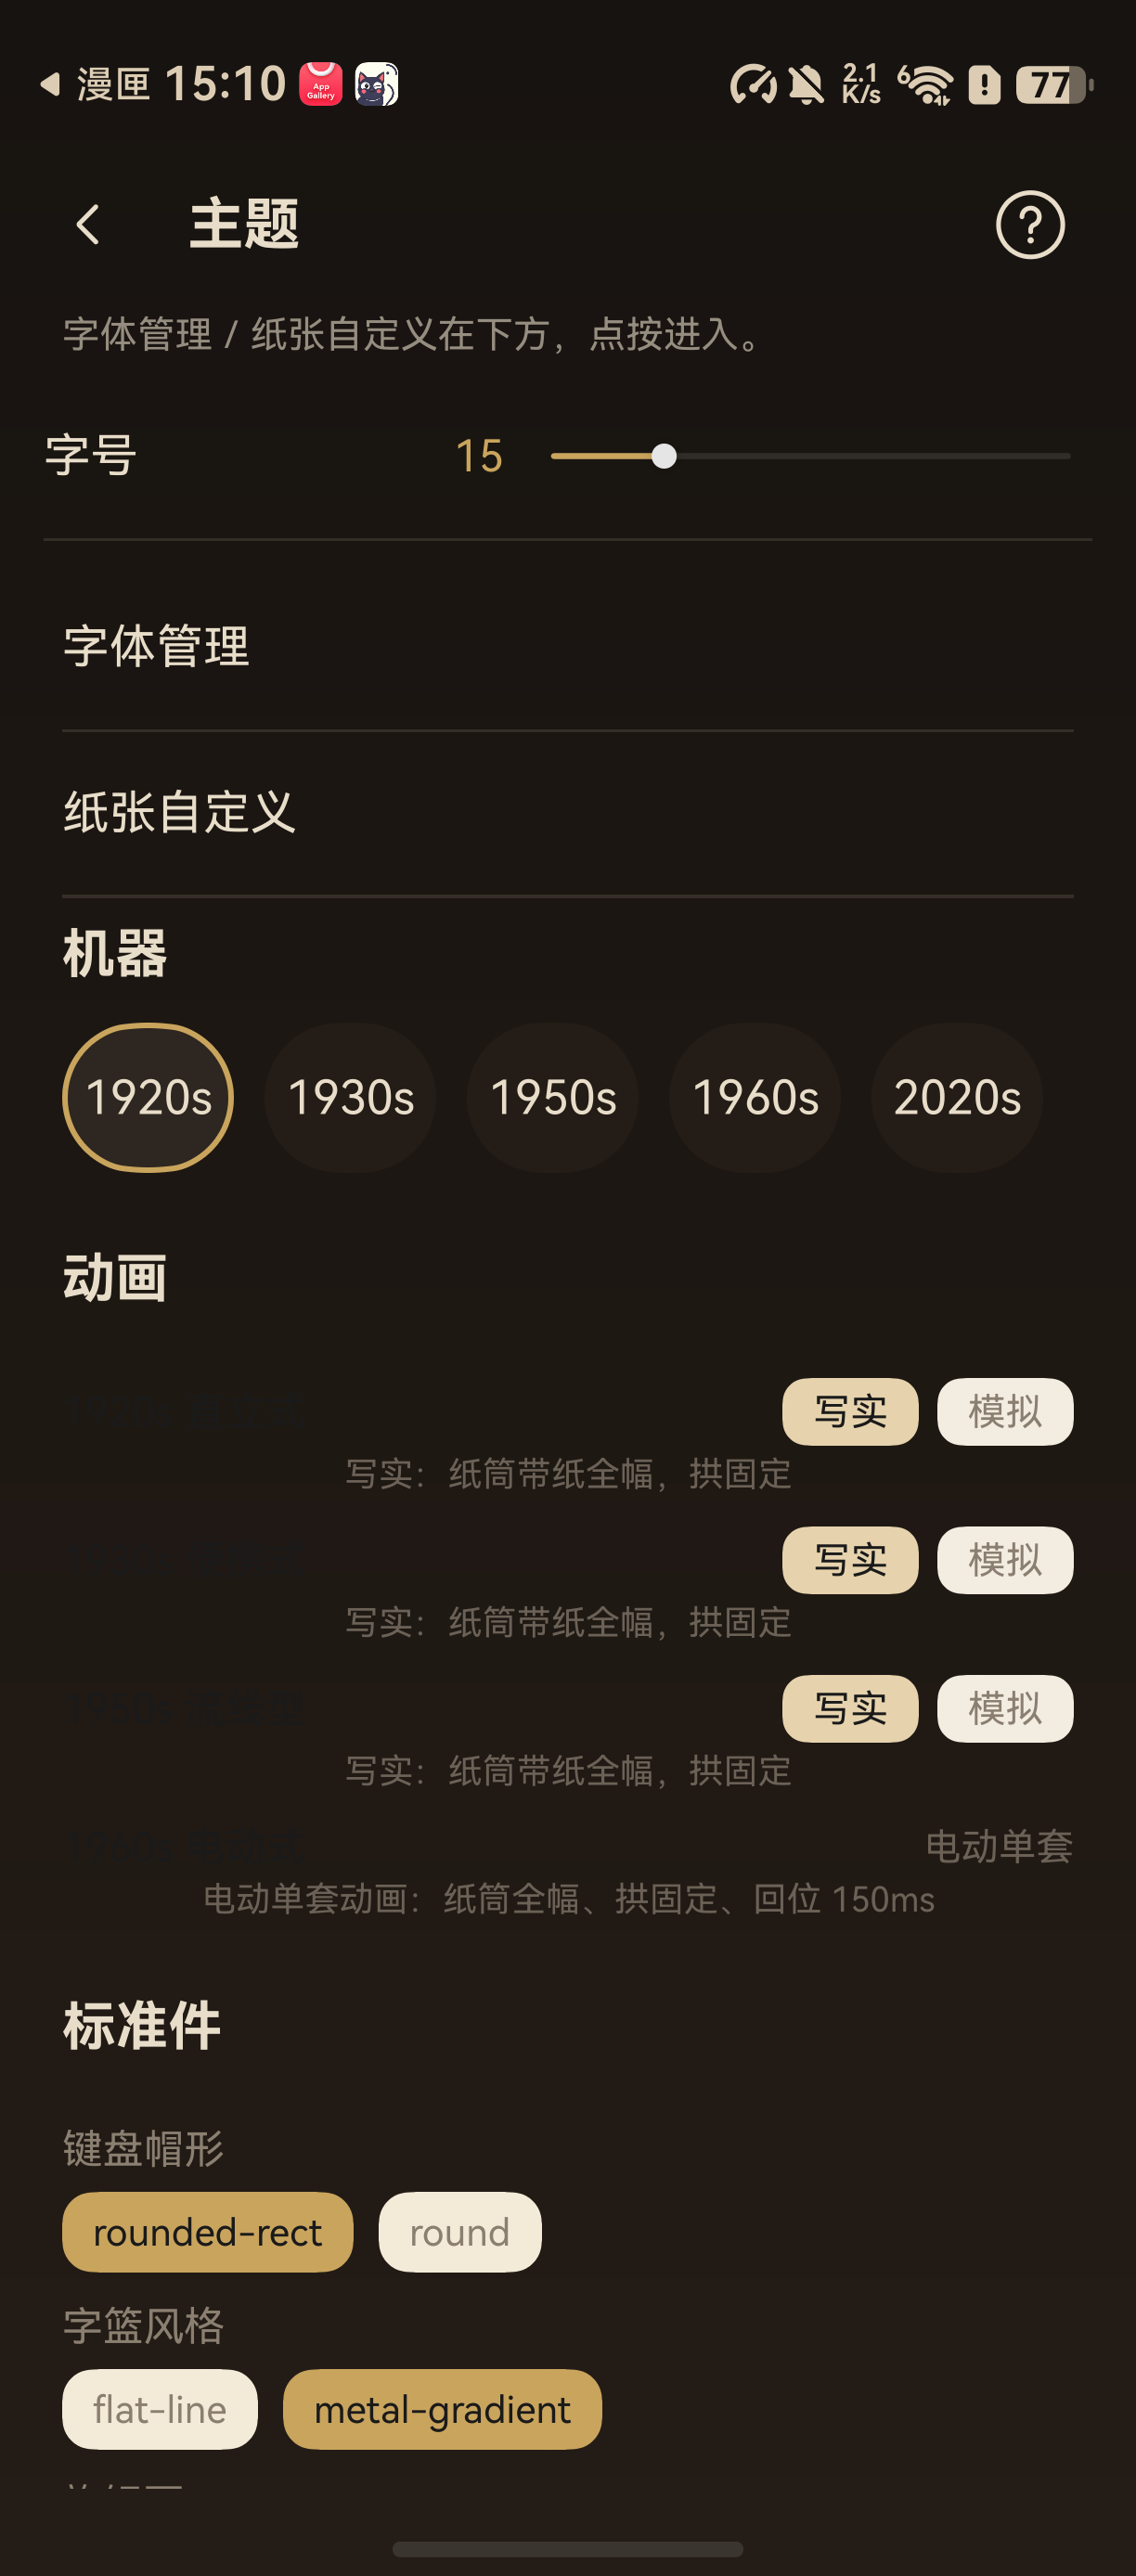 漫匣 15:10
App
Gallery
2.1
K/s
6
77
主题
字体管理 / 纸张自定义在下方，点按进入。
字号 15
字体管理
纸张自定义
机器
1920s 1930s 1950s 1960s 2020s
动画
写实 模拟
写实：纸筒带纸全幅，拱固定
写实 模拟
写实：纸筒带纸全幅，拱固定
写实 模拟
写实：纸筒带纸全幅，拱固定
电动单套
电动单套动画：纸筒全幅、拱固定、回位 150ms
标准件
键盘帽形
rounded-rect round
字篮风格
flat-line metal-gradient